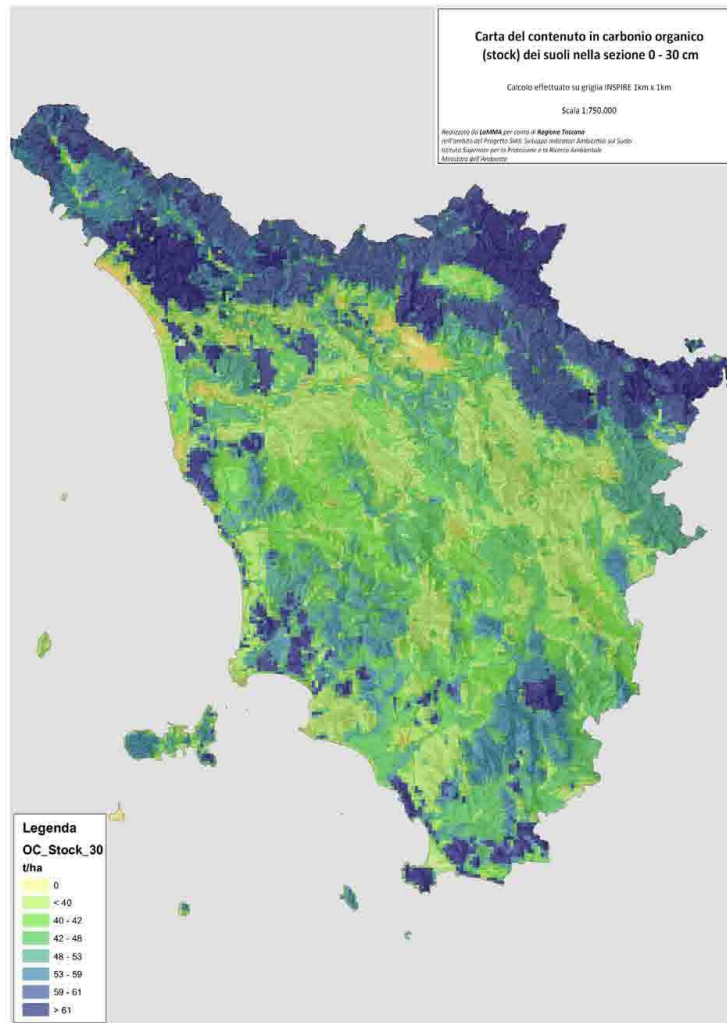 Carta del contenuto in carbonio organico
(stock) dei suoli nella sezione 0 - 30 cm
Calcolo effettuato su griglia INSPIRE 1km x 1km
Scala 1:750.000
Realizzato da LaMMA per conto di Regione Toscana
nell'ambito del Progetto SIAS: Sviluppo Indicatori Ambientali sul Suolo
Istituto Superiore per la Protezione e la Ricerca Ambientale
Ministero dell'Ambiente
Legenda
OC_Stock_30
t/ha
0
< 40
40 - 42
42 - 48
48 - 53
53 - 59
59 - 61
> 61